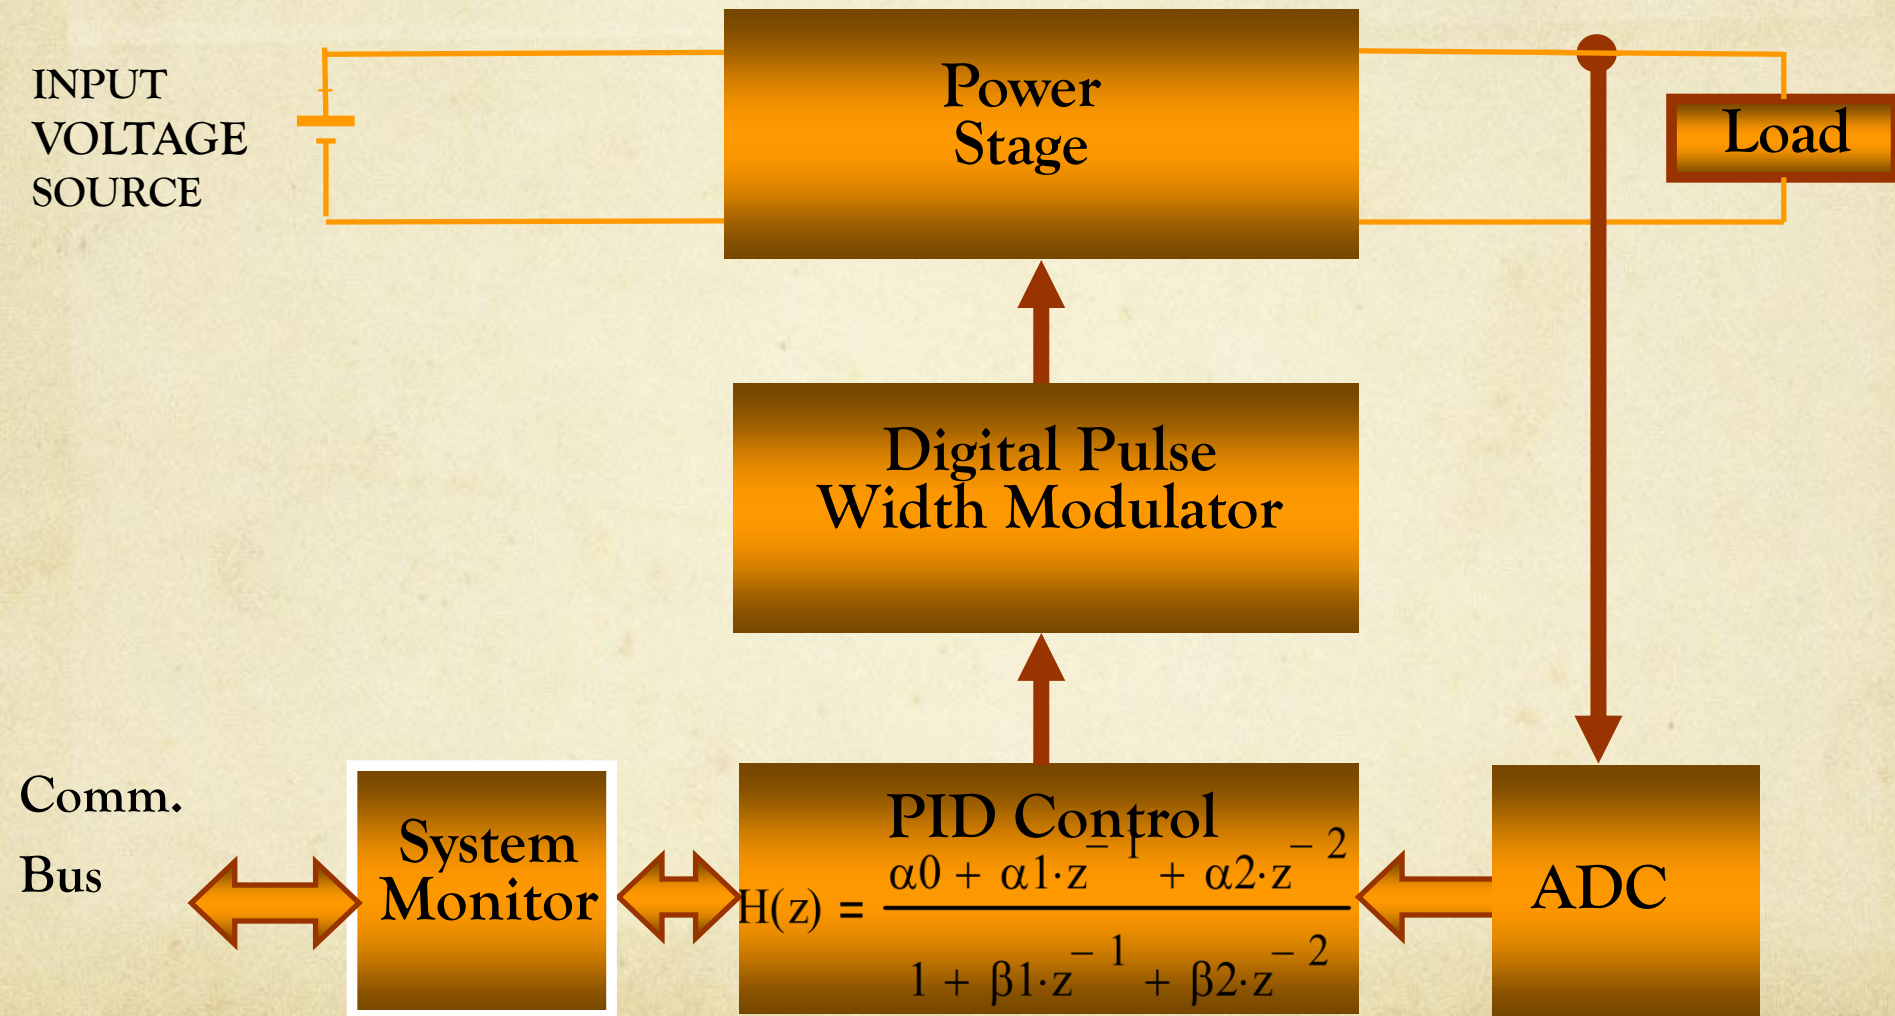 INPUT
VOLTAGE
SOURCE
Power
Stage
Load
Digital Pulse
Width Modulator
Comm.
Bus
System
Monitor
PID Control
H(z) = 
α0 + α1·z^−1 + α2·z^−2
1 + β1·z^−1 + β2·z^−2
ADC